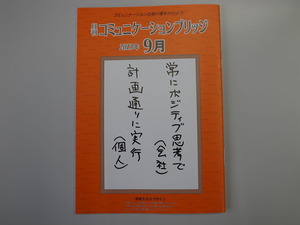 月刊 コミュニケーションブリッジ
9月
常にポジティブ思考で
(会社)
計画通りに実行
(個人)